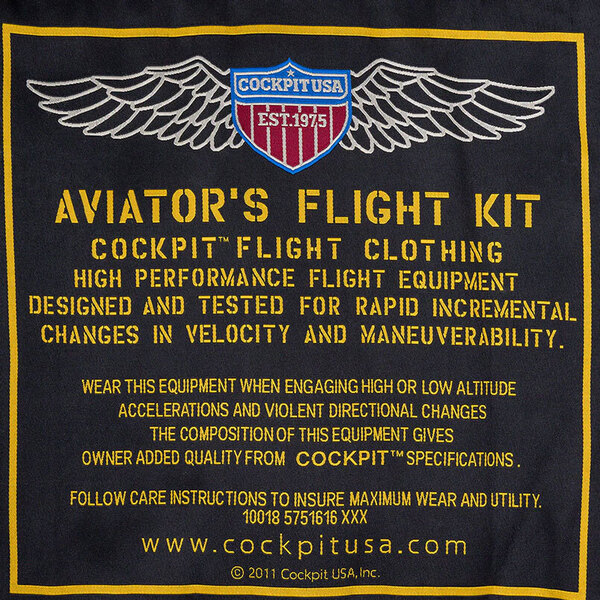 COCKPIT USA
EST. 1975
AVIATOR'S FLIGHT KIT
COCKPIT™ FLIGHT CLOTHING
HIGH PERFORMANCE FLIGHT EQUIPMENT
DESIGNED AND TESTED FOR RAPID INCREMENTAL
CHANGES IN VELOCITY AND MANEUVERABILITY.
WEAR THIS EQUIPMENT WHEN ENGAGING HIGH OR LOW ALTITUDE
ACCELERATIONS AND VIOLENT DIRECTIONAL CHANGES
THE COMPOSITION OF THIS EQUIPMENT GIVES
OWNER ADDED QUALITY FROM COCKPIT™ SPECIFICATIONS.
FOLLOW CARE INSTRUCTIONS TO INSURE MAXIMUM WEAR AND UTILITY.
10018 5751616 XXX
www.cockpitusa.com
© 2011 Cockpit USA, Inc.